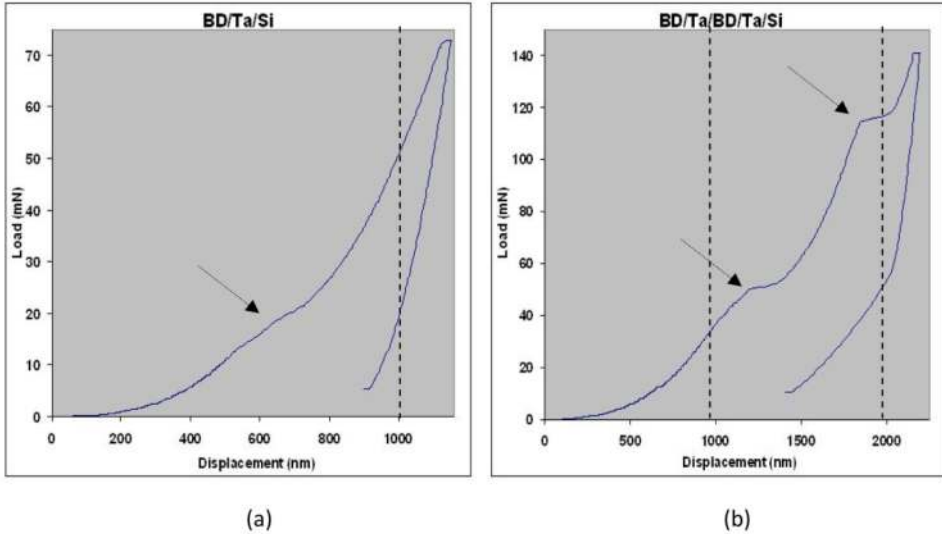 BD/Ta/Si
70
60
50
40
30
20
10
0
Load (mN)
0 200 400 600 800 1000
Displacement (nm)
(a)
BD/Ta/BD/Ta/Si
140
120
100
80
60
40
20
0
Load (mN)
0 500 1000 1500 2000
Displacement (nm)
(b)